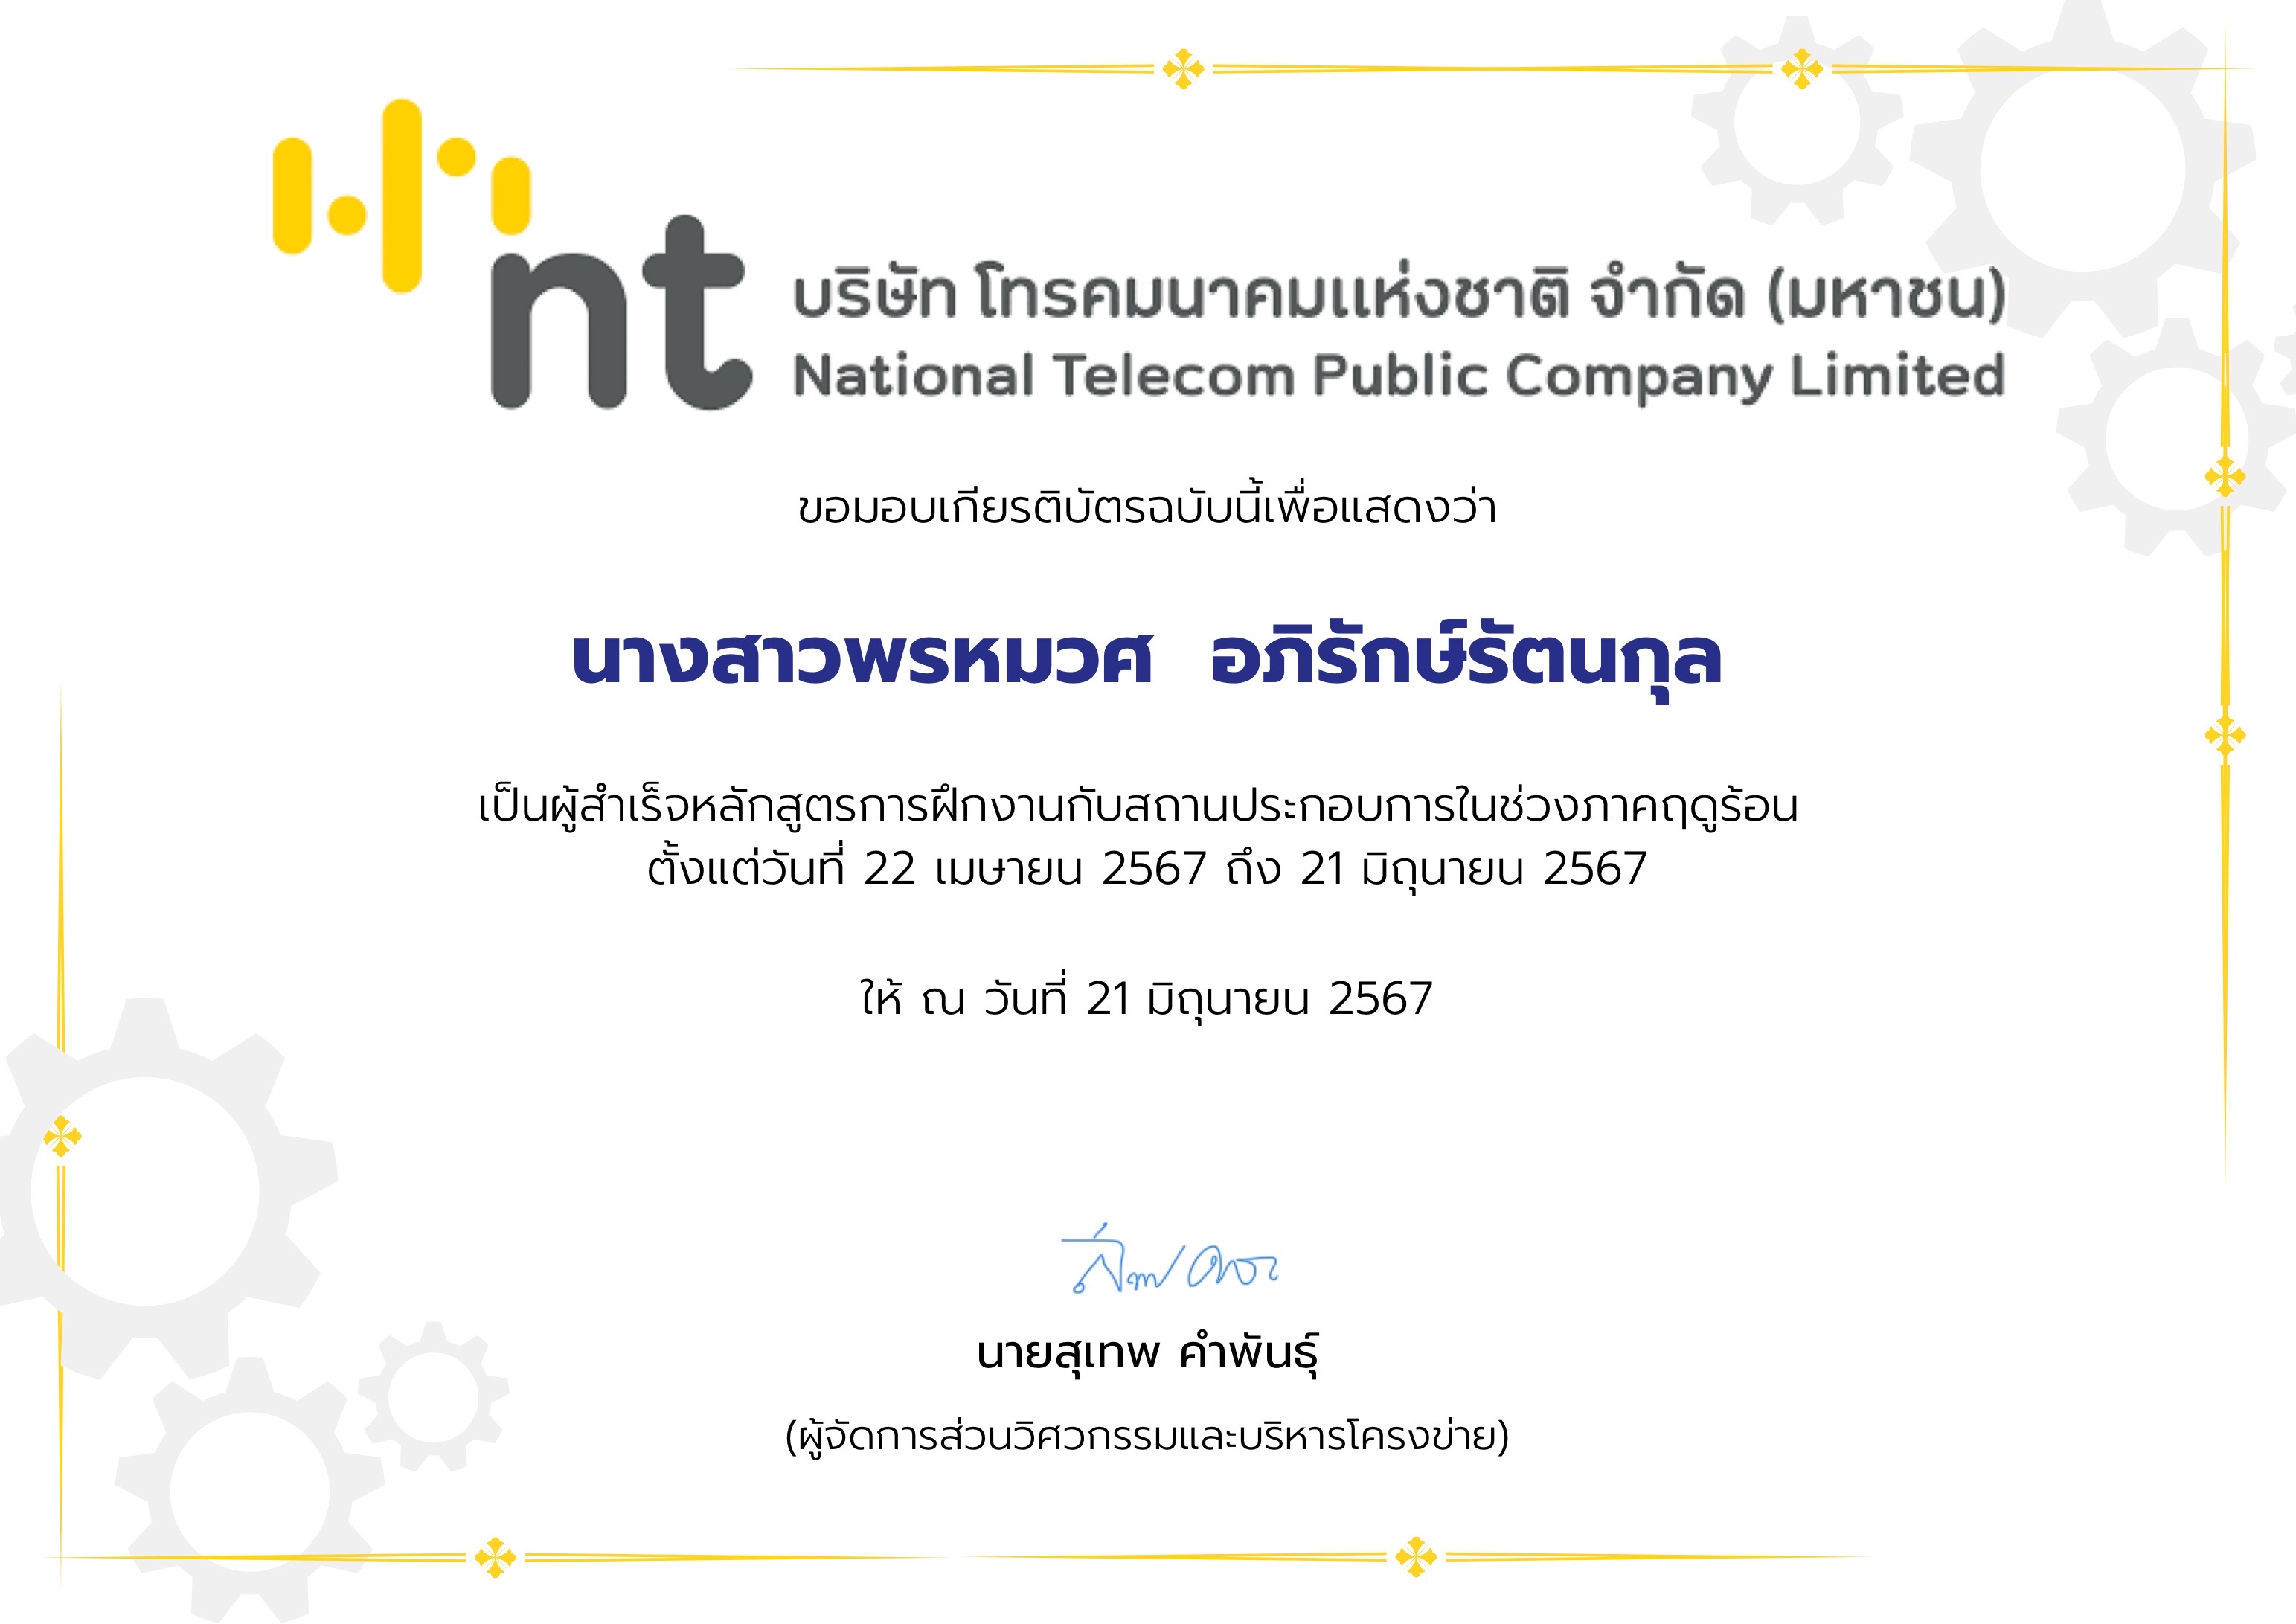 nt
บริษัท โทรคมนาคมแห่งชาติ จำกัด (มหาชน)
National Telecom Public Company Limited
ขอมอบเกียรติบัตรฉบับนี้เพื่อแสดงว่า
นางสาวพรหมวศ อภิรักษ์รัตนกุล
เป็นผู้สำเร็จหลักสูตรการฝึกงานกับสถานประกอบการในช่วงภาคฤดูร้อน
ตั้งแต่วันที่ 22 เมษายน 2567 ถึง 21 มิถุนายน 2567
ให้ ณ วันที่ 21 มิถุนายน 2567
นายสุเทพ คำพันธุ์
(ผู้จัดการส่วนวิศวกรรมและบริหารโครงข่าย)